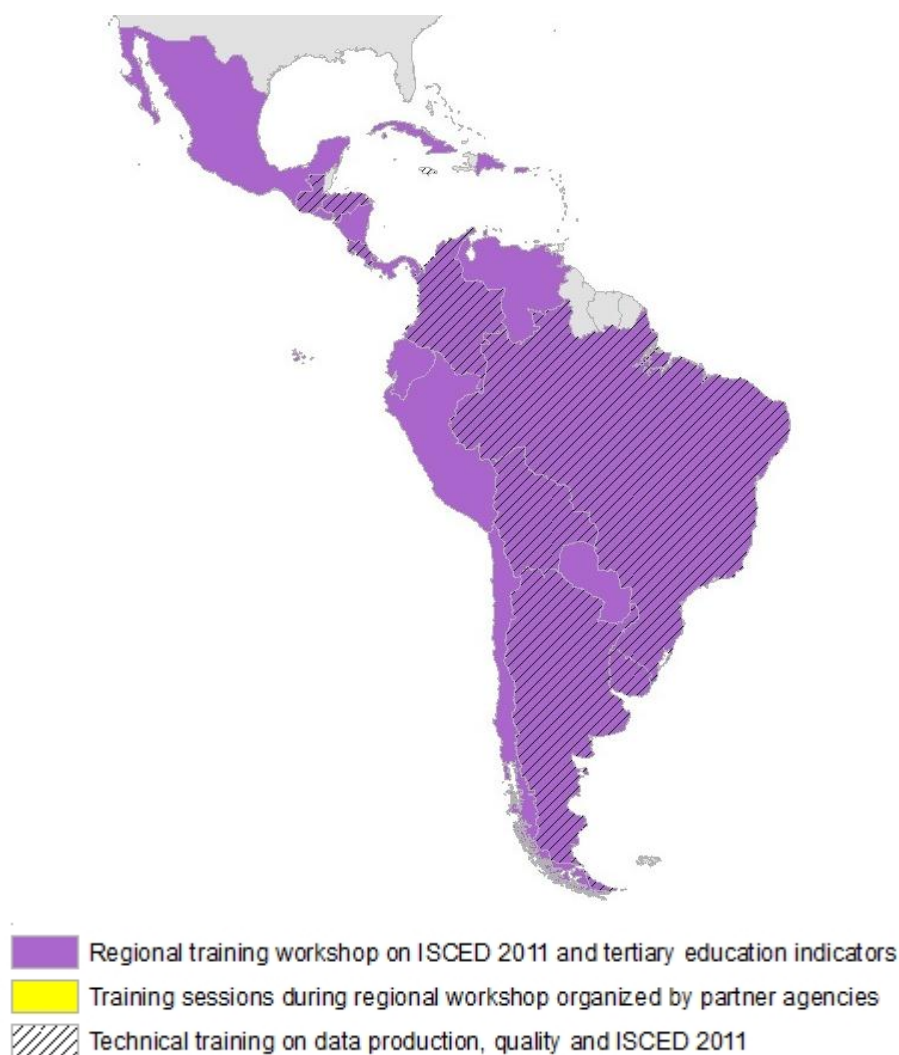 Regional training workshop on ISCED 2011 and tertiary education indicators
Training sessions during regional workshop organized by partner agencies
Technical training on data production, quality and ISCED 2011